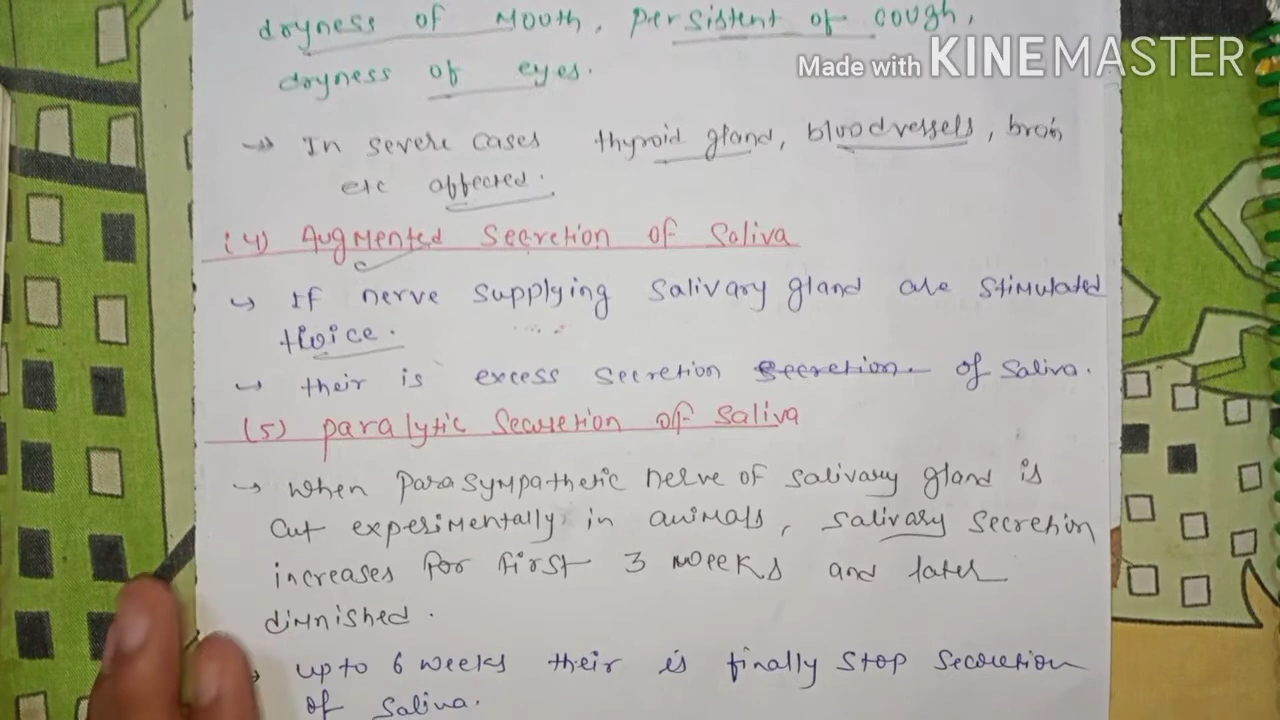 dryness of Mouth, persistent of cough,
Made with KINEMASTER
dryness of eyes.
→ In severe cases thyroid gland, bloodvessels, brain
etc affected.
(4) Augmented Secretion of Saliva
→ If nerve supplying salivary gland are stimulated
twice.
→ their is excess secretion secretion of saliva.
(5) paralytic Secretion of saliva
→ when parasympathetic nerve of salivary gland is
cut experimentally in animals, salivary secretion
increases for first 3 weeks and later
diminished.
→ up to 6 weeks their is finally stop secretion
of saliva.